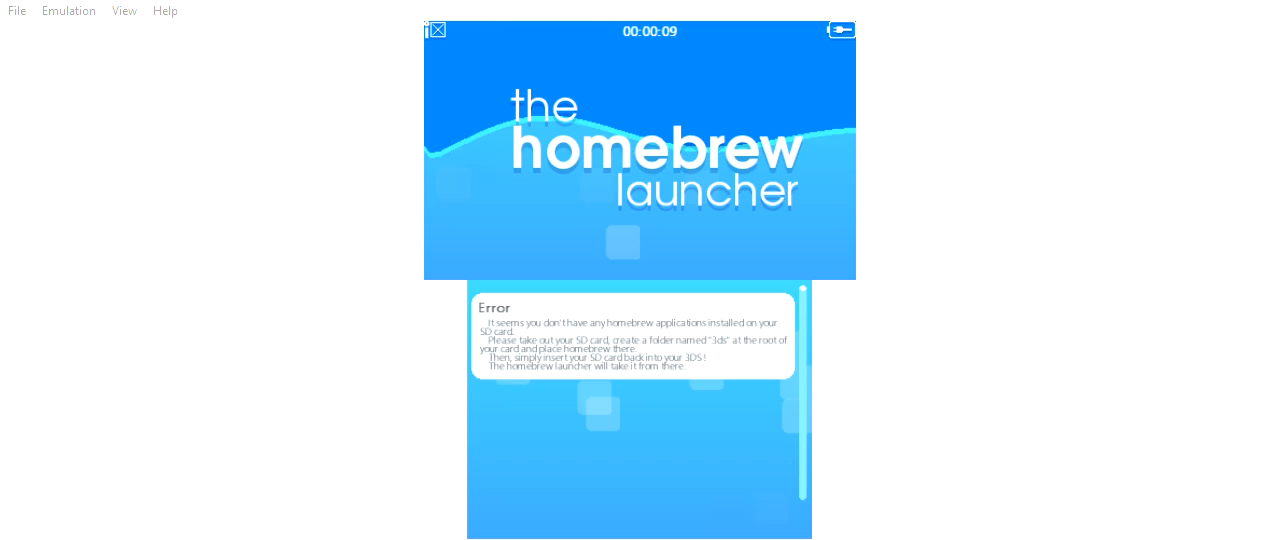 File Emulation View Help
00:00:09
the
homebrew
launcher
Error
It seems you don't have any homebrew applications installed on your
SD card.
Please take out your SD card, create a folder named "3ds" at the root of
your card and place homebrew there.
Then, simply insert your SD card back into your 3DS!
The homebrew launcher will take it from there.